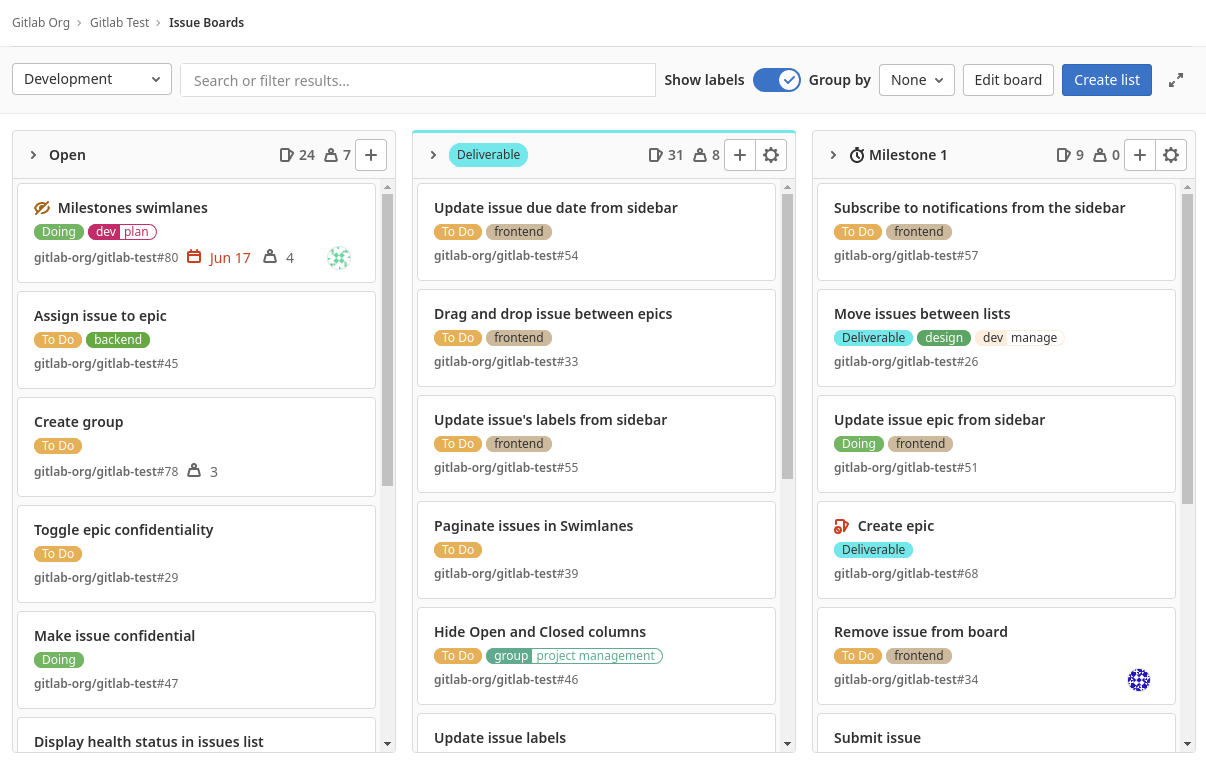 Gitlab Org › Gitlab Test › Issue Boards
Development
Search or filter results...
Show labels
Group by
None
Edit board
Create list
Open 24 7
Milestones swimlanes
Doing dev plan
gitlab-org/gitlab-test#80 Jun 17 4
Assign issue to epic
To Do backend
gitlab-org/gitlab-test#45
Create group
To Do
gitlab-org/gitlab-test#78 3
Toggle epic confidentiality
To Do
gitlab-org/gitlab-test#29
Make issue confidential
Doing
gitlab-org/gitlab-test#47
Display health status in issues list
Deliverable 31 8
Update issue due date from sidebar
To Do frontend
gitlab-org/gitlab-test#54
Drag and drop issue between epics
To Do frontend
gitlab-org/gitlab-test#33
Update issue's labels from sidebar
To Do frontend
gitlab-org/gitlab-test#55
Paginate issues in Swimlanes
To Do
gitlab-org/gitlab-test#39
Hide Open and Closed columns
To Do group project management
gitlab-org/gitlab-test#46
Update issue labels
Milestone 1 9 0
Subscribe to notifications from the sidebar
To Do frontend
gitlab-org/gitlab-test#57
Move issues between lists
Deliverable design dev manage
gitlab-org/gitlab-test#26
Update issue epic from sidebar
Doing frontend
gitlab-org/gitlab-test#51
Create epic
Deliverable
gitlab-org/gitlab-test#68
Remove issue from board
To Do frontend
gitlab-org/gitlab-test#34
Submit issue